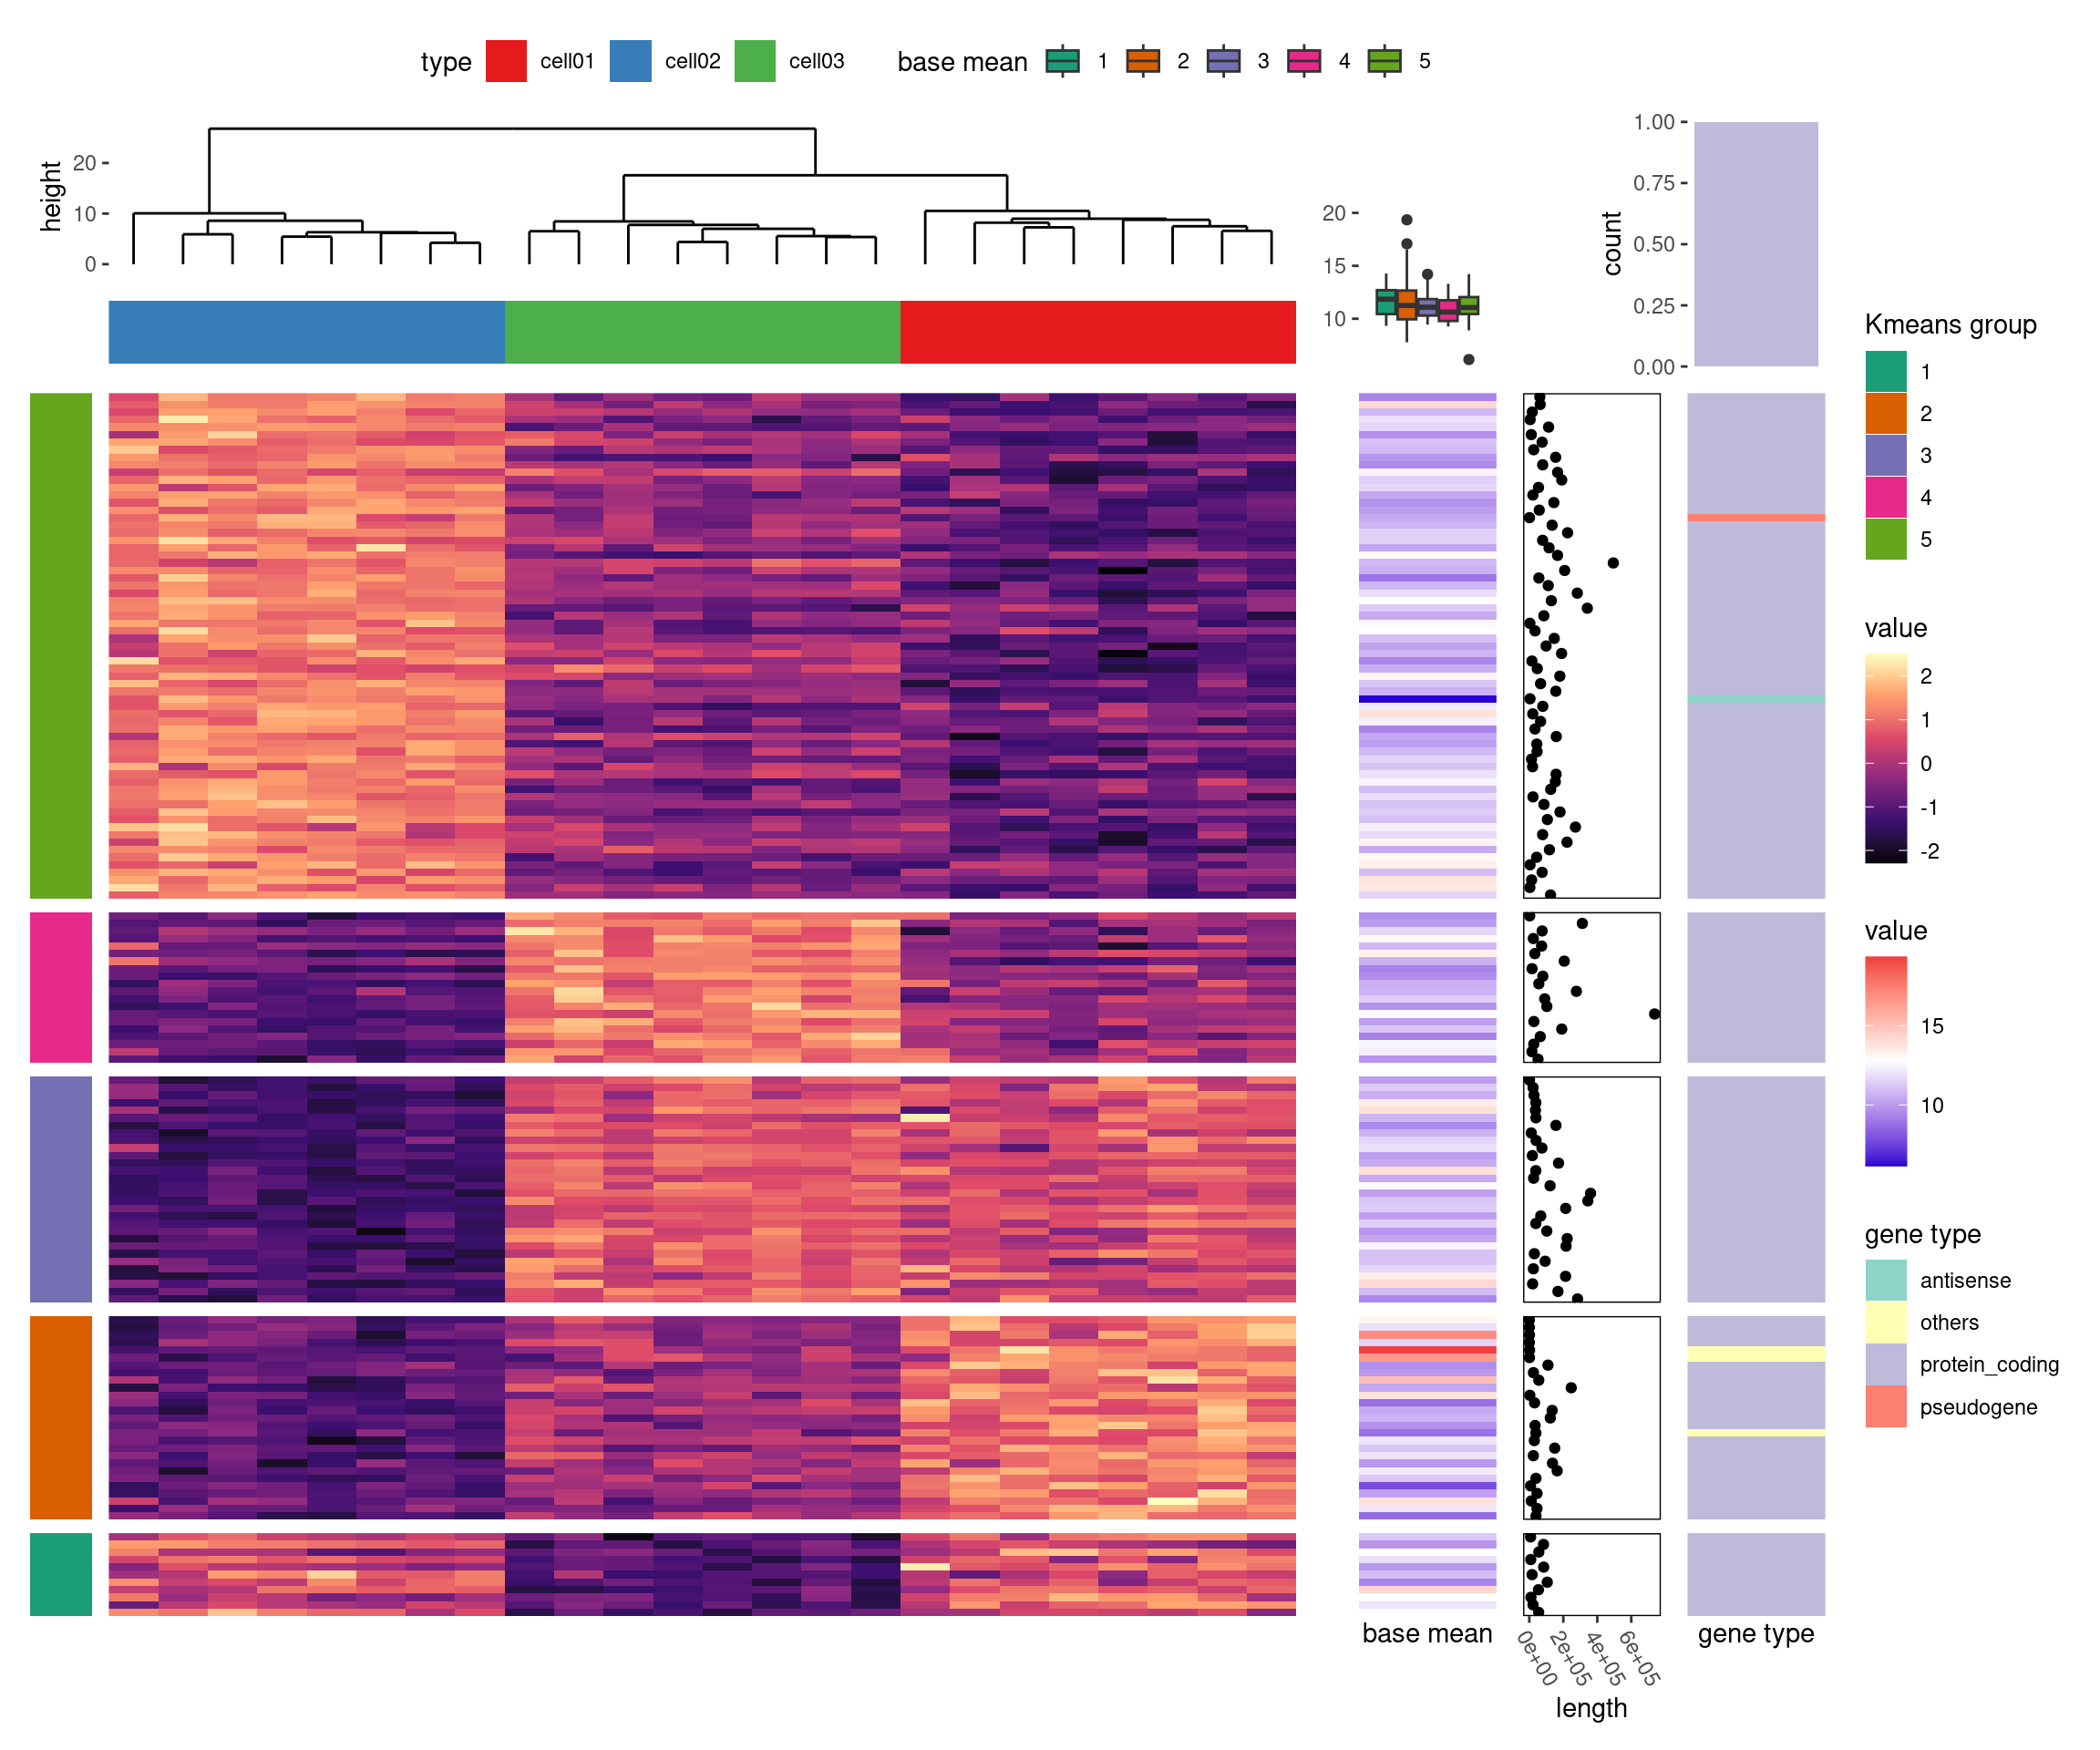 type cell01 cell02 cell03 base mean 1 2 3 4 5
height
20
10
0
20
15
10
count
1.00
0.75
0.50
0.25
0.00
Kmeans group
1
2
3
4
5
value
2
1
0
-1
-2
value
15
10
gene type
antisense
others
protein_coding
pseudogene
base mean
0e+00 2e+05 4e+05 6e+05
length
gene type